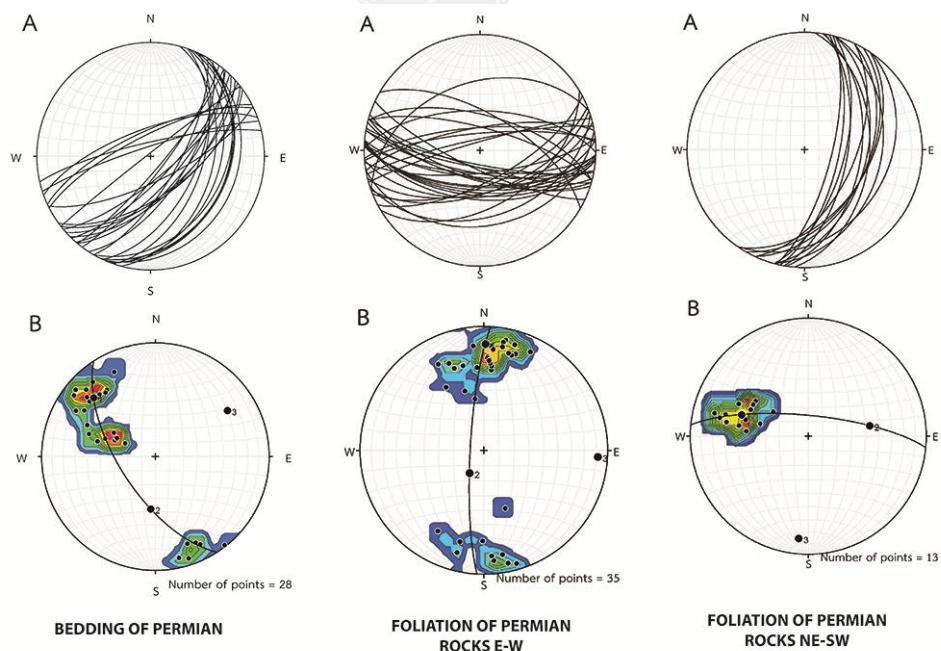 A
N
W
E
S
A
N
W
E
S
A
N
W
E
S
B
N
W
E
S
3
2
Number of points = 28
B
N
W
E
S
3
2
Number of points = 35
B
N
W
E
S
2
3
Number of points = 13
BEDDING OF PERMIAN
FOLIATION OF PERMIAN
ROCKS E-W
FOLIATION OF PERMIAN
ROCKS NE-SW